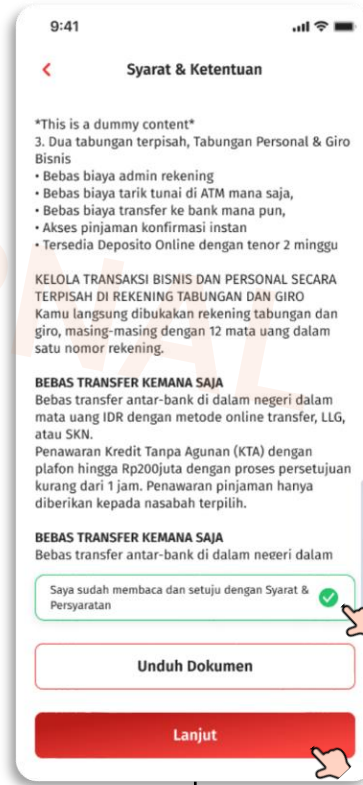 9:41
Syarat & Ketentuan
*This is a dummy content*
3. Dua tabungan terpisah, Tabungan Personal & Giro
Bisnis
• Bebas biaya admin rekening
• Bebas biaya tarik tunai di ATM mana saja,
• Bebas biaya transfer ke bank mana pun,
• Akses pinjaman konfirmasi instan
• Tersedia Deposito Online dengan tenor 2 minggu
KELOLA TRANSAKSI BISNIS DAN PERSONAL SECARA
TERPISAH DI REKENING TABUNGAN DAN GIRO
Kamu langsung dibukakan rekening tabungan dan
giro, masing-masing dengan 12 mata uang dalam
satu nomor rekening.
BEBAS TRANSFER KEMANA SAJA
Bebas transfer antar-bank di dalam negeri dalam
mata uang IDR dengan metode online transfer, LLG,
atau SKN.
Penawaran Kredit Tanpa Agunan (KTA) dengan
plafon hingga Rp200juta dengan proses persetujuan
kurang dari 1 jam. Penawaran pinjaman hanya
diberikan kepada nasabah terpilih.
BEBAS TRANSFER KEMANA SAJA
Bebas transfer antar-bank di dalam negeri dalam
Saya sudah membaca dan setuju dengan Syarat &
Persyaratan
Unduh Dokumen
Lanjut